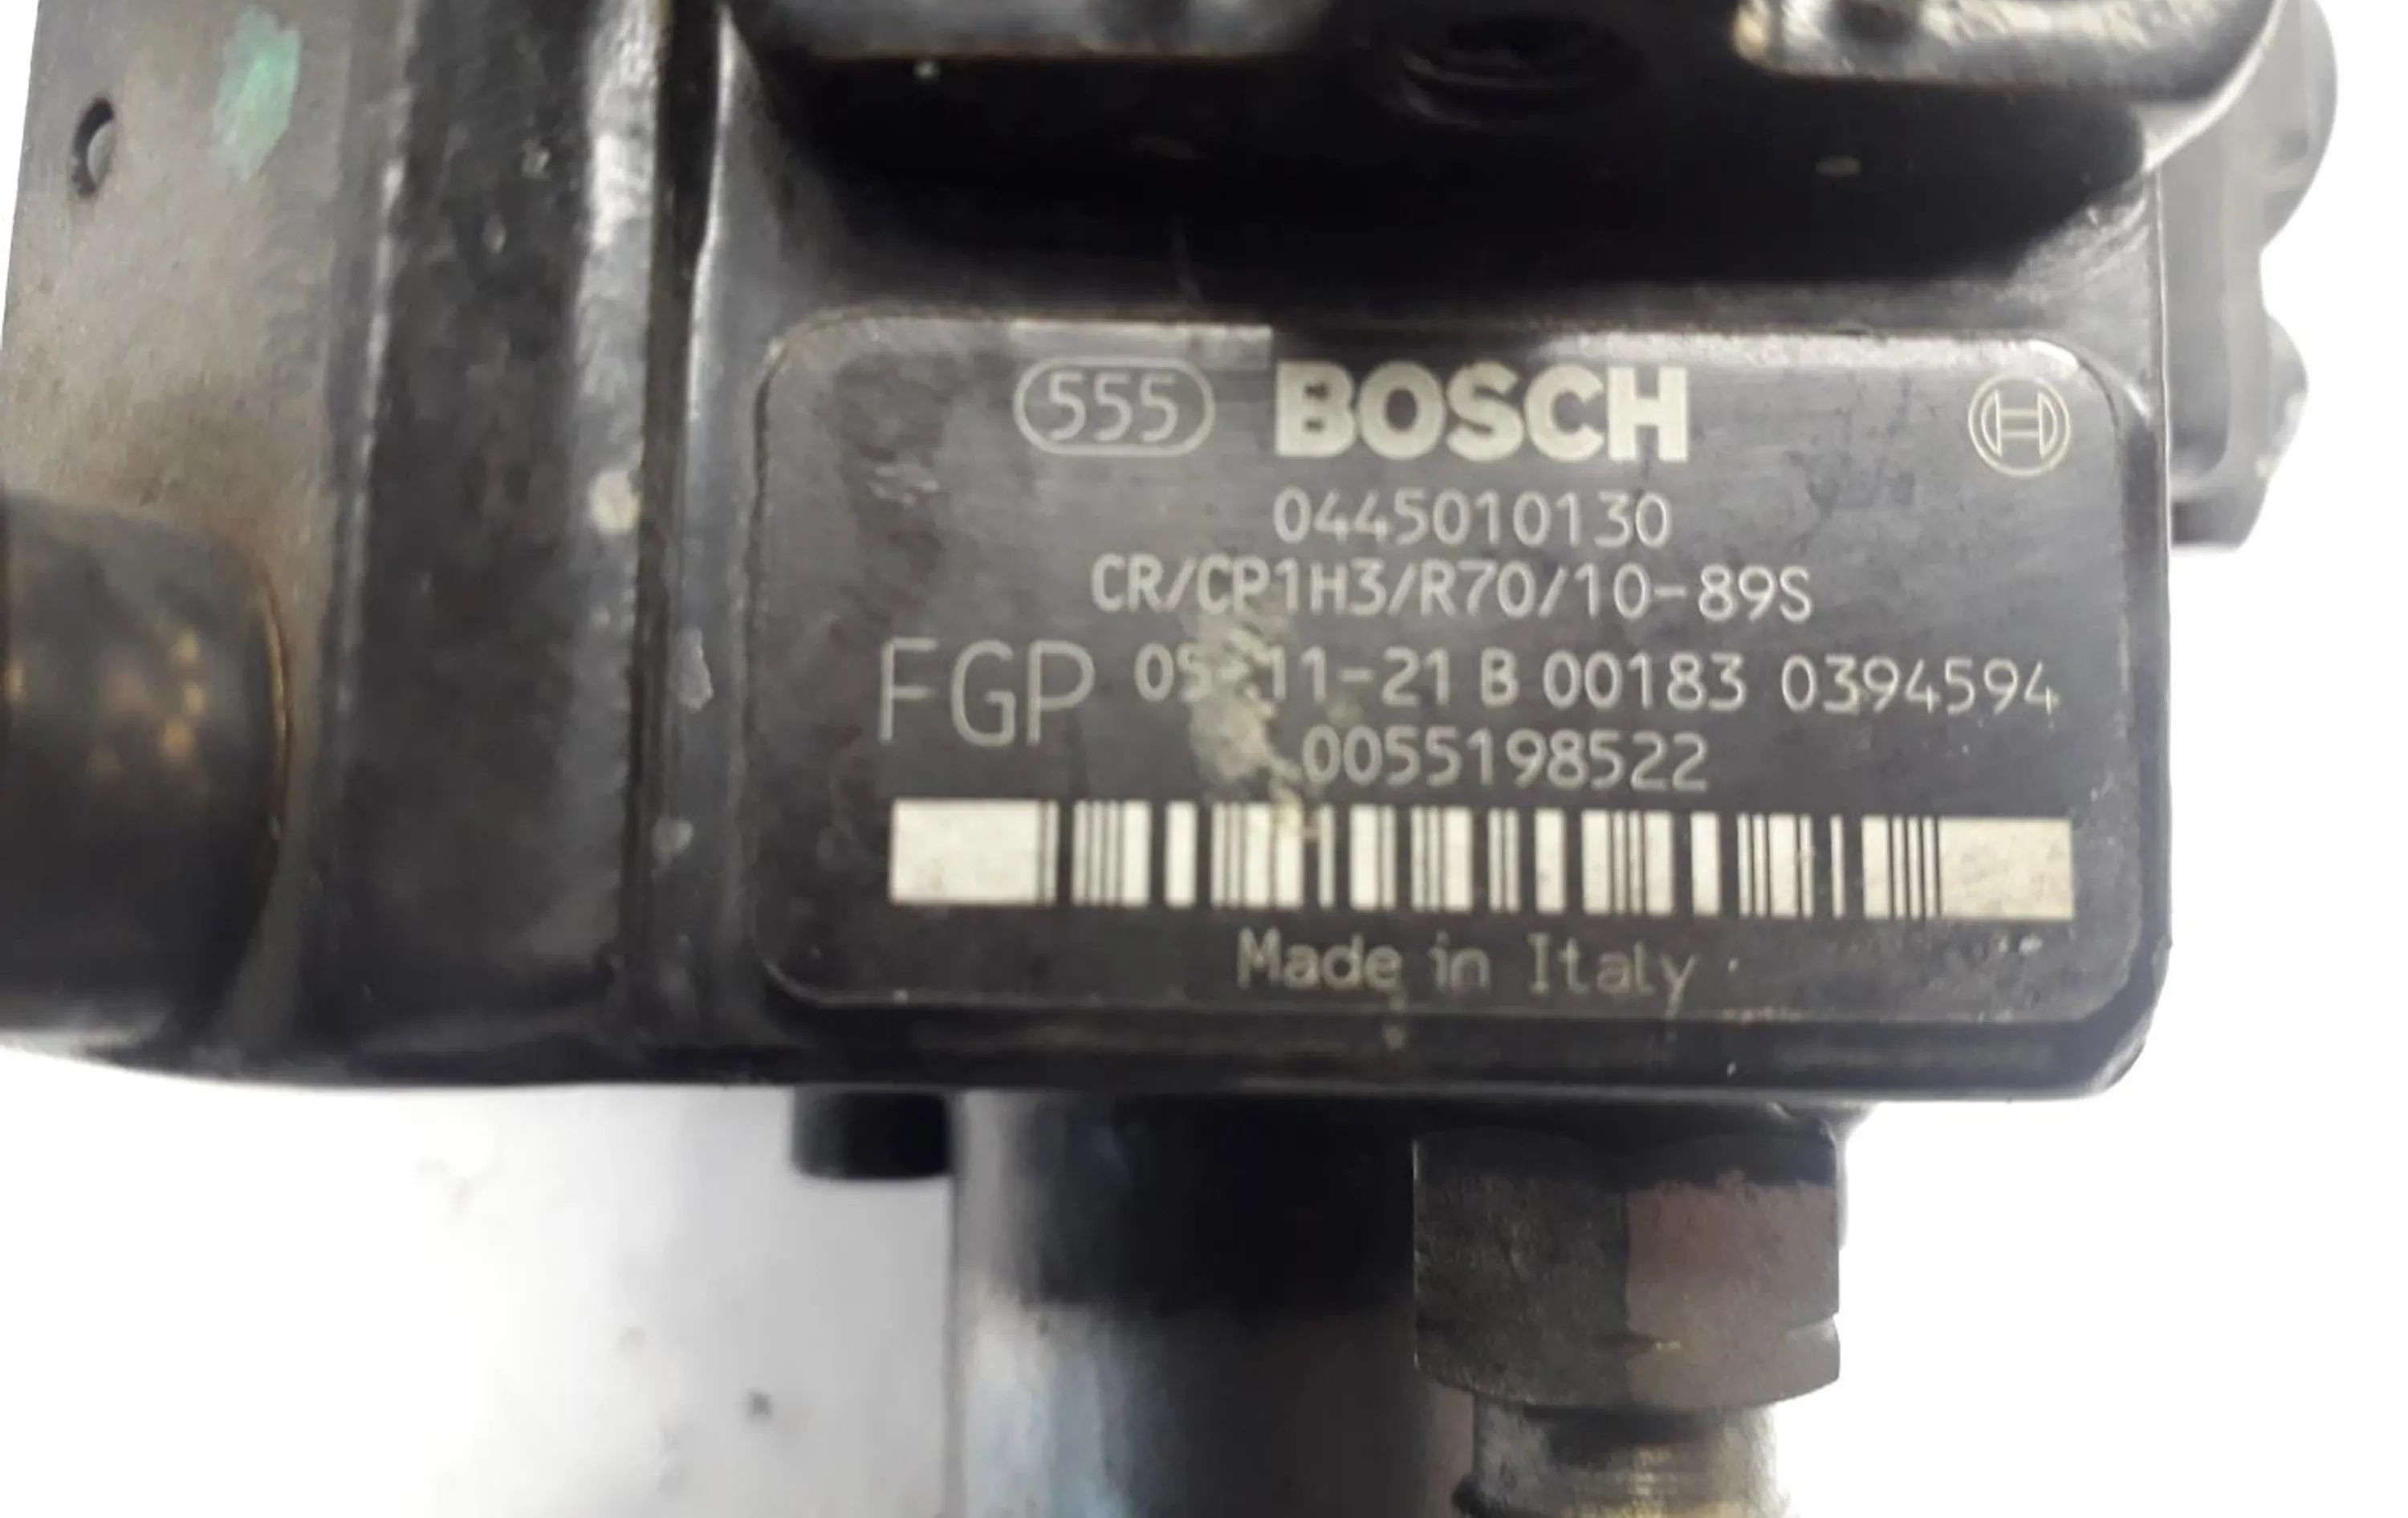 555 BOSCH
0445010130
CR/CP1H3/R70/10-89S
FGP 05-11-21 B 00183 0394594
0055198522
Made in Italy